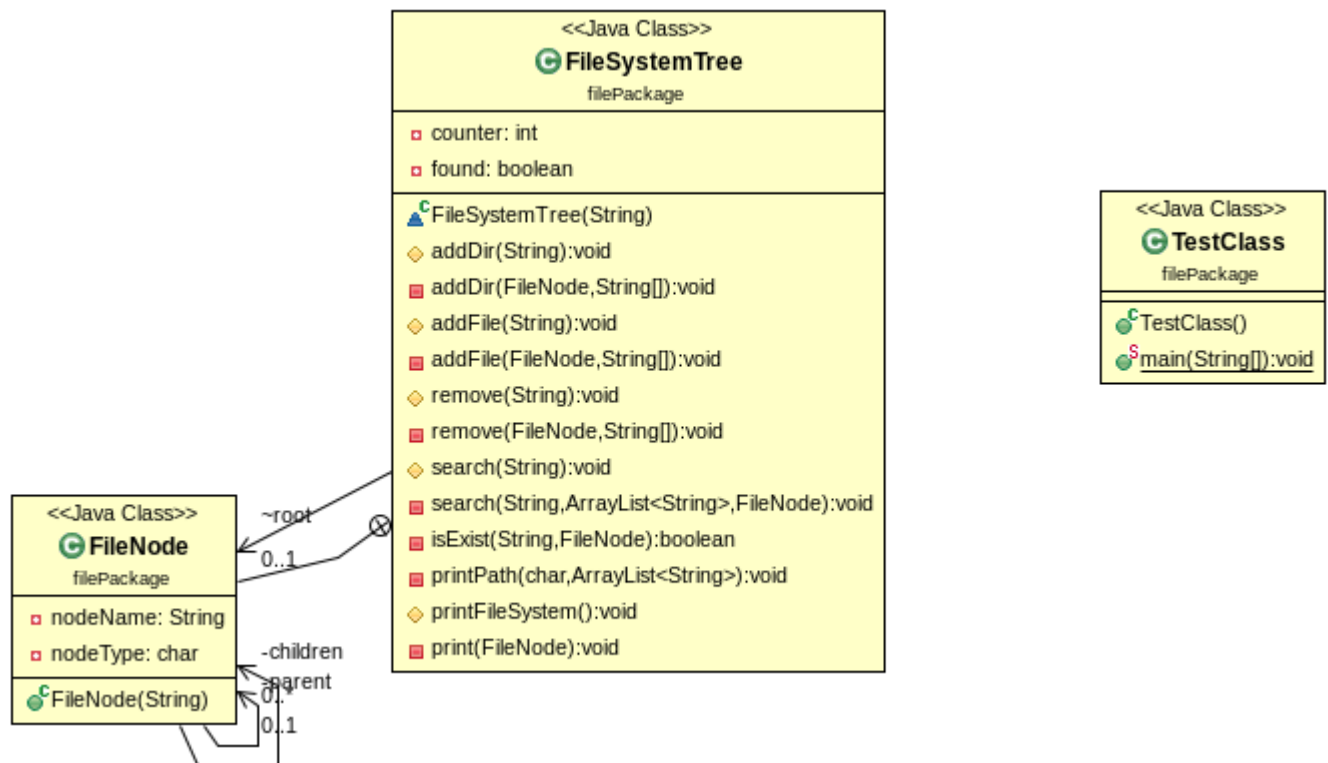 <<Java Class>>
FileSystemTree
filePackage
counter: int
found: boolean
FileSystemTree(String)
addDir(String):void
addDir(FileNode,String[]):void
addFile(String):void
addFile(FileNode,String[]):void
remove(String):void
remove(FileNode,String[]):void
search(String):void
search(String,ArrayList<String>,FileNode):void
isExist(String,FileNode):boolean
printPath(char,ArrayList<String>):void
printFileSystem():void
print(FileNode):void
<<Java Class>>
TestClass
filePackage
TestClass()
main(String[]):void
<<Java Class>>
FileNode
filePackage
nodeName: String
nodeType: char
FileNode(String)
~root
0..1
-children
-parent
0..*
0..1